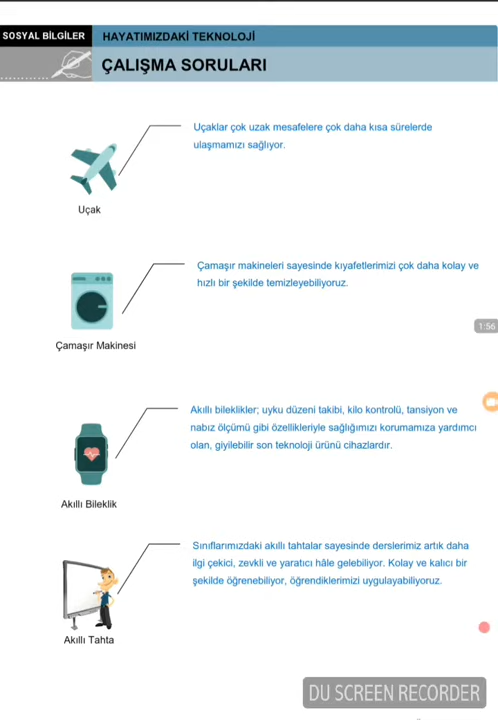 SOSYAL BİLGİLER
HAYATIMIZDAKİ TEKNOLOJİ
ÇALIŞMA SORULARI
Uçaklar çok uzak mesafelere çok daha kısa sürelerde
ulaşmamızı sağlıyor.
Uçak
Çamaşır makineleri sayesinde kıyafetlerimizi çok daha kolay ve
hızlı bir şekilde temizleyebiliyoruz.
1:56
Çamaşır Makinesi
Akıllı bileklikler; uyku düzeni takibi, kilo kontrolü, tansiyon ve
nabız ölçümü gibi özellikleriyle sağlığımızı korumamıza yardımcı
olan, giyilebilir son teknoloji ürünü cihazlardır.
Akıllı Bileklik
Sınıflarımızdaki akıllı tahtalar sayesinde derslerimiz artık daha
ilgi çekici, zevkli ve yaratıcı hâle gelebiliyor. Kolay ve kalıcı bir
şekilde öğrenebiliyor, öğrendiklerimizi uygulayabiliyoruz.
Akıllı Tahta
DU SCREEN RECORDER